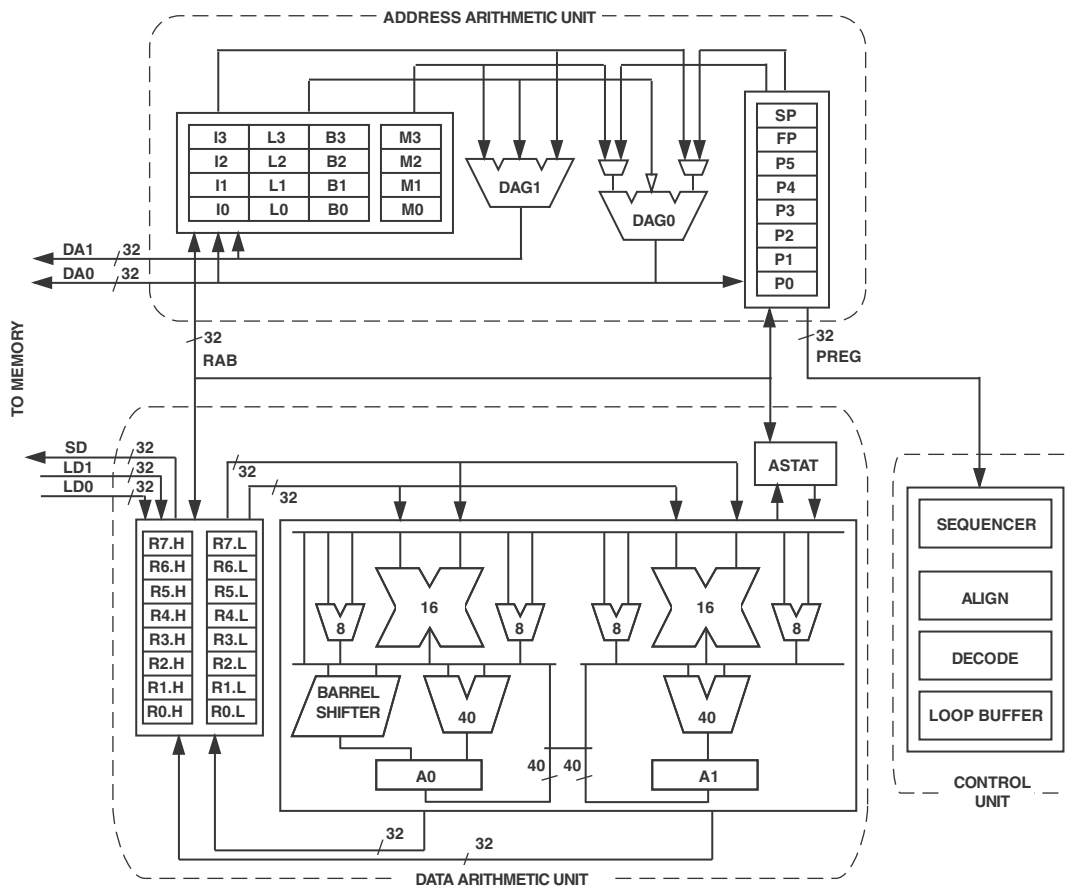 ADDRESS ARITHMETIC UNIT
I3 L3 B3 M3
I2 L2 B2 M2
I1 L1 B1 M1
I0 L0 B0 M0
DAG1
DAG0
SP
FP
P5
P4
P3
P2
P1
P0
DA1 32
DA0 32
32
RAB
32
PREG
TO MEMORY
SD 32
LD1 32
LD0 32
32
32
ASTAT
R7.H R7.L
R6.H R6.L
R5.H R5.L
R4.H R4.L
R3.H R3.L
R2.H R2.L
R1.H R1.L
R0.H R0.L
16
8
8
16
8
8
BARREL
SHIFTER
40
40
A0
40
40
A1
32
32
DATA ARITHMETIC UNIT
SEQUENCER
ALIGN
DECODE
LOOP BUFFER
CONTROL
UNIT